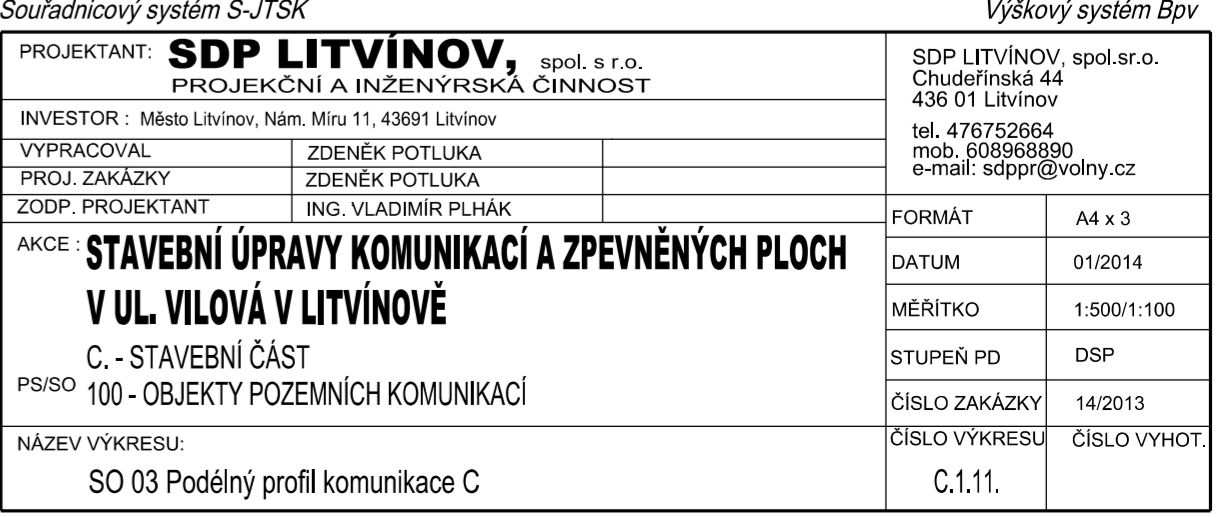 Souřadnicový systém S-JTSK
Výškový systém Bpv
PROJEKTANT: SDP LITVÍNOV, spol. s r.o.
PROJEKČNÍ A INŽENÝRSKÁ ČINNOST
SDP LITVÍNOV, spol.sr.o.
Chudeřínská 44
436 01 Litvínov
tel. 476752664
mob. 608968890
e-mail: sdppr@volny.cz
INVESTOR : Město Litvínov, Nám. Míru 11, 43691 Litvínov
VYPRACOVAL ZDENĚK POTLUKA
PROJ. ZAKÁZKY ZDENĚK POTLUKA
ZODP. PROJEKTANT ING. VLADIMÍR PLHÁK
AKCE : STAVEBNÍ ÚPRAVY KOMUNIKACÍ A ZPEVNĚNÝCH PLOCH
V UL. VILOVÁ V LITVÍNOVĚ
C. - STAVEBNÍ ČÁST
PS/SO 100 - OBJEKTY POZEMNÍCH KOMUNIKACÍ
FORMÁT A4 x 3
DATUM 01/2014
MĚŘÍTKO 1:500/1:100
STUPEŇ PD DSP
ČÍSLO ZAKÁZKY 14/2013
NÁZEV VÝKRESU:
SO 03 Podélný profil komunikace C
ČÍSLO VÝKRESU ČÍSLO VYHOT.
C.1.11.